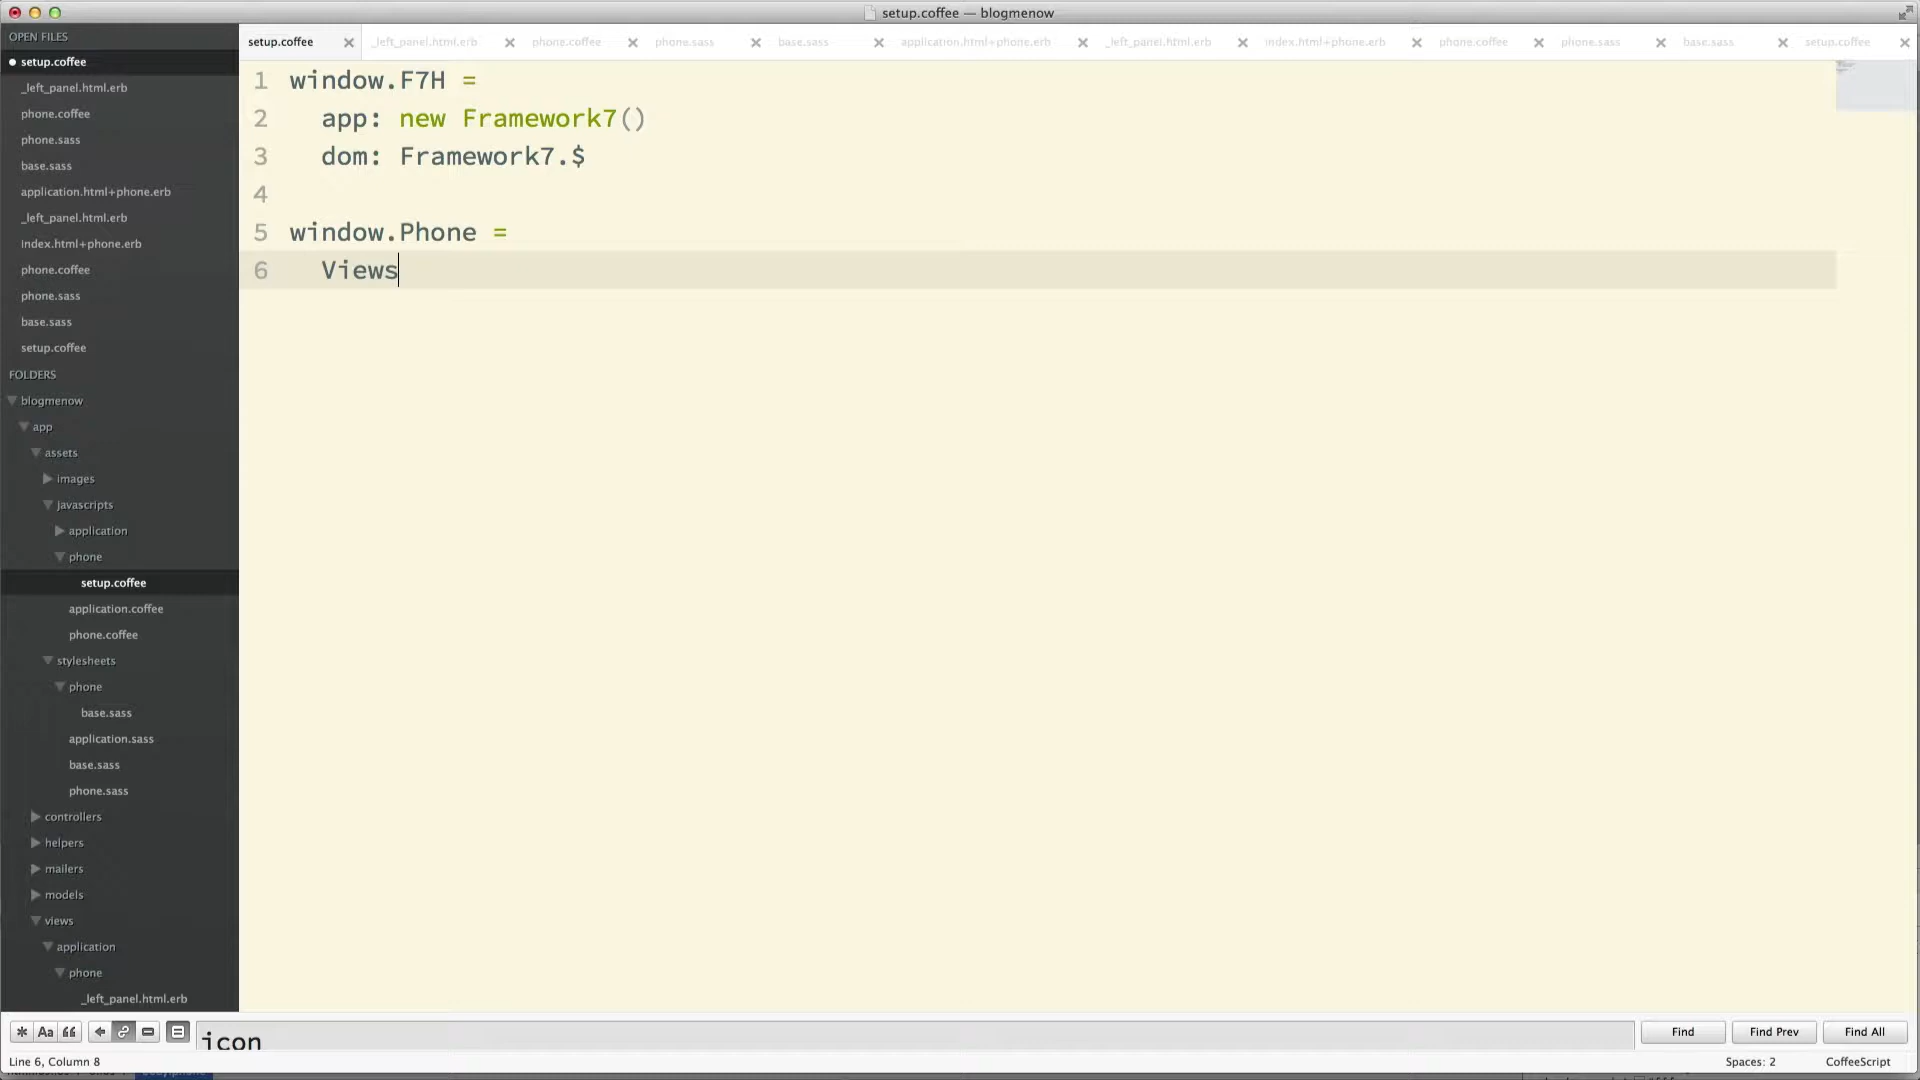 setup.coffee — blogmenow
OPEN FILES
setup.coffee
_left_panel.html.erb
phone.coffee
phone.sass
base.sass
application.html+phone.erb
_left_panel.html.erb
index.html+phone.erb
phone.coffee
phone.sass
base.sass
setup.coffee
FOLDERS
blogmenow
app
assets
images
javascripts
application
phone
setup.coffee
application.coffee
phone.coffee
stylesheets
phone
base.sass
application.sass
base.sass
phone.sass
controllers
helpers
mailers
models
views
application
phone
_left_panel.html.erb
setup.coffee _left_panel.html.erb phone.coffee phone.sass base.sass application.html+phone.erb _left_panel.html.erb index.html+phone.erb phone.coffee phone.sass base.sass setup.coffee
1 window.F7H =
2 app: new Framework7()
3 dom: Framework7.$
4
5 window.Phone =
6 Views
Aa
icon
Find Find Prev Find All
Line 6, Column 8
Spaces: 2 CoffeeScript